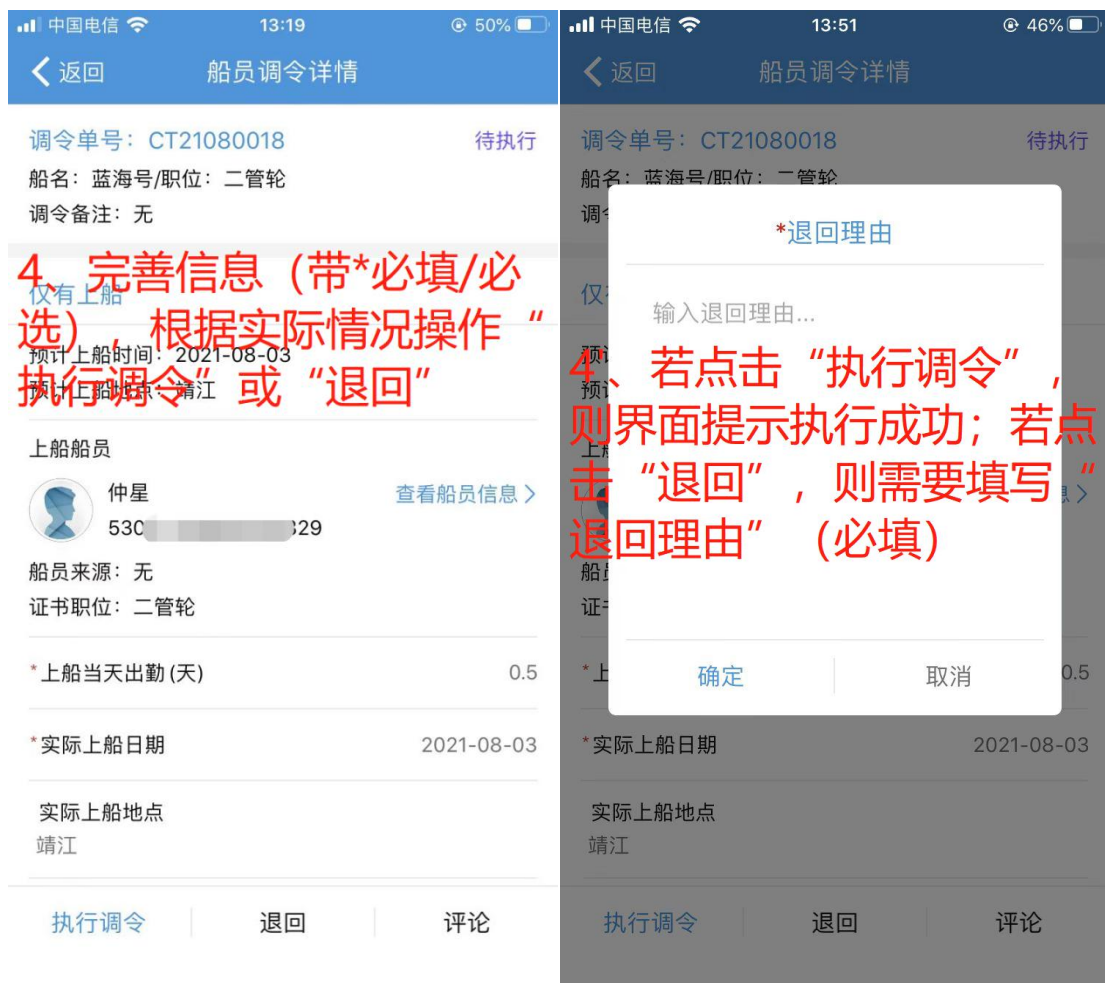 中国电信 13:19 50%
返回 船员调令详情
调令单号：CT21080018 待执行
船名：蓝海号/职位：二管轮
调令备注：无
4、完善信息（带*必填/必
选），根据实际情况操作“
执行调令”或“退回”
仅有上船
预计上船时间：2021-08-03
预计上船地点：靖江
上船船员
仲星 查看船员信息
530 329
船员来源：无
证书职位：二管轮
*上船当天出勤(天) 0.5
*实际上船日期 2021-08-03
实际上船地点
靖江
执行调令 退回 评论
中国电信 13:51 46%
返回 船员调令详情
调令单号：CT21080018 待执行
船名：蓝海号/职位：二管轮
调
*退回理由
仅
输入退回理由...
4、若点击“执行调令”，
则界面提示执行成功；若点
击“退回”，则需要填写“
退回理由”（必填）
预
预
上
船
证
确定 取消
*上 0.5
*实际上船日期 2021-08-03
实际上船地点
靖江
执行调令 退回 评论